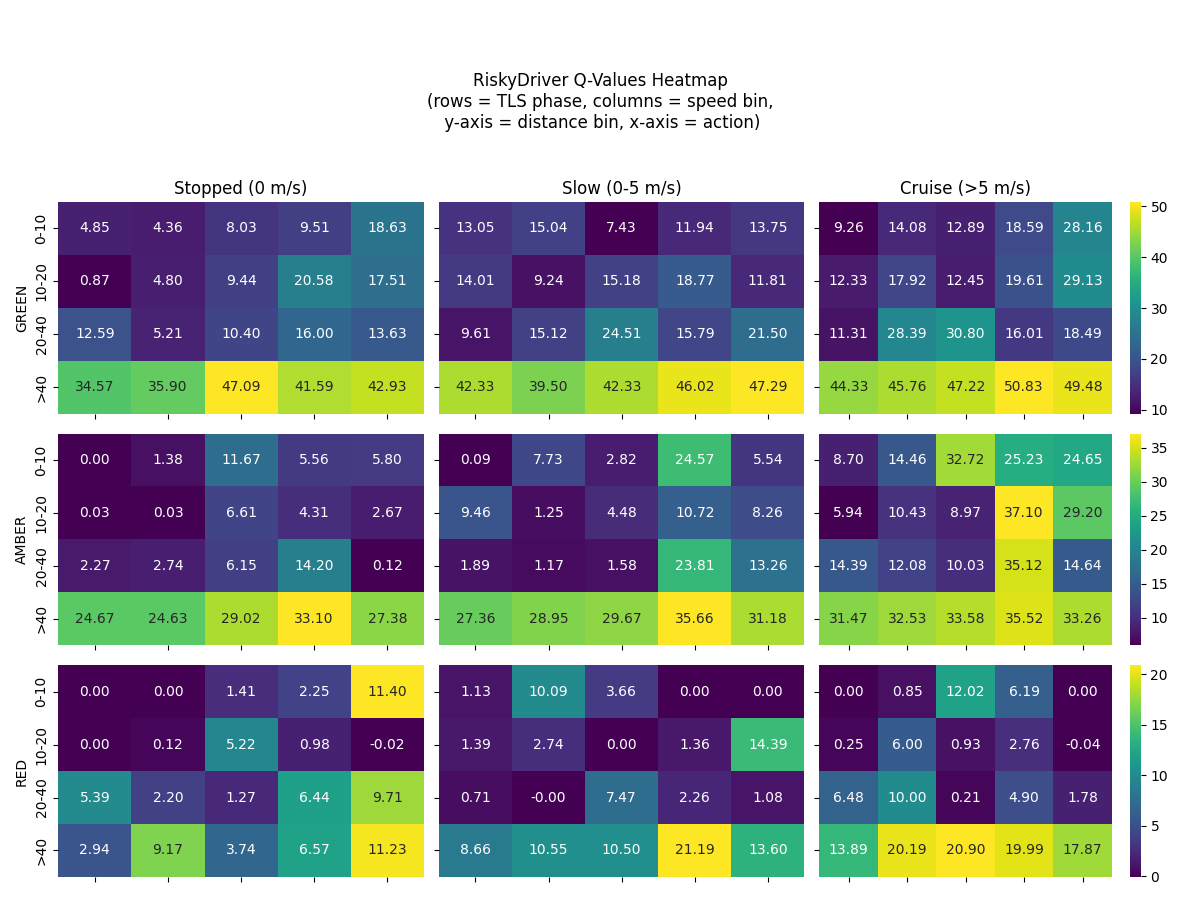 RiskyDriver Q-Values Heatmap
(rows = TLS phase, columns = speed bin,
y-axis = distance bin, x-axis = action)
Stopped (0 m/s) Slow (0-5 m/s) Cruise (>5 m/s)
GREEN
0-10 4.85 4.36 8.03 9.51 18.63 13.05 15.04 7.43 11.94 13.75 9.26 14.08 12.89 18.59 28.16
10-20 0.87 4.80 9.44 20.58 17.51 14.01 9.24 15.18 18.77 11.81 12.33 17.92 12.45 19.61 29.13
20-40 12.59 5.21 10.40 16.00 13.63 9.61 15.12 24.51 15.79 21.50 11.31 28.39 30.80 16.01 18.49
>40 34.57 35.90 47.09 41.59 42.93 42.33 39.50 42.33 46.02 47.29 44.33 45.76 47.22 50.83 49.48
50
40
30
20
10
AMBER
0-10 0.00 1.38 11.67 5.56 5.80 0.09 7.73 2.82 24.57 5.54 8.70 14.46 32.72 25.23 24.65
10-20 0.03 0.03 6.61 4.31 2.67 9.46 1.25 4.48 10.72 8.26 5.94 10.43 8.97 37.10 29.20
20-40 2.27 2.74 6.15 14.20 0.12 1.89 1.17 1.58 23.81 13.26 14.39 12.08 10.03 35.12 14.64
>40 24.67 24.63 29.02 33.10 27.38 27.36 28.95 29.67 35.66 31.18 31.47 32.53 33.58 35.52 33.26
35
30
25
20
15
10
RED
0-10 0.00 0.00 1.41 2.25 11.40 1.13 10.09 3.66 0.00 0.00 0.00 0.85 12.02 6.19 0.00
10-20 0.00 0.12 5.22 0.98 -0.02 1.39 2.74 0.00 1.36 14.39 0.25 6.00 0.93 2.76 -0.04
20-40 5.39 2.20 1.27 6.44 9.71 0.71 -0.00 7.47 2.26 1.08 6.48 10.00 0.21 4.90 1.78
>40 2.94 9.17 3.74 6.57 11.23 8.66 10.55 10.50 21.19 13.60 13.89 20.19 20.90 19.99 17.87
20
15
10
5
0